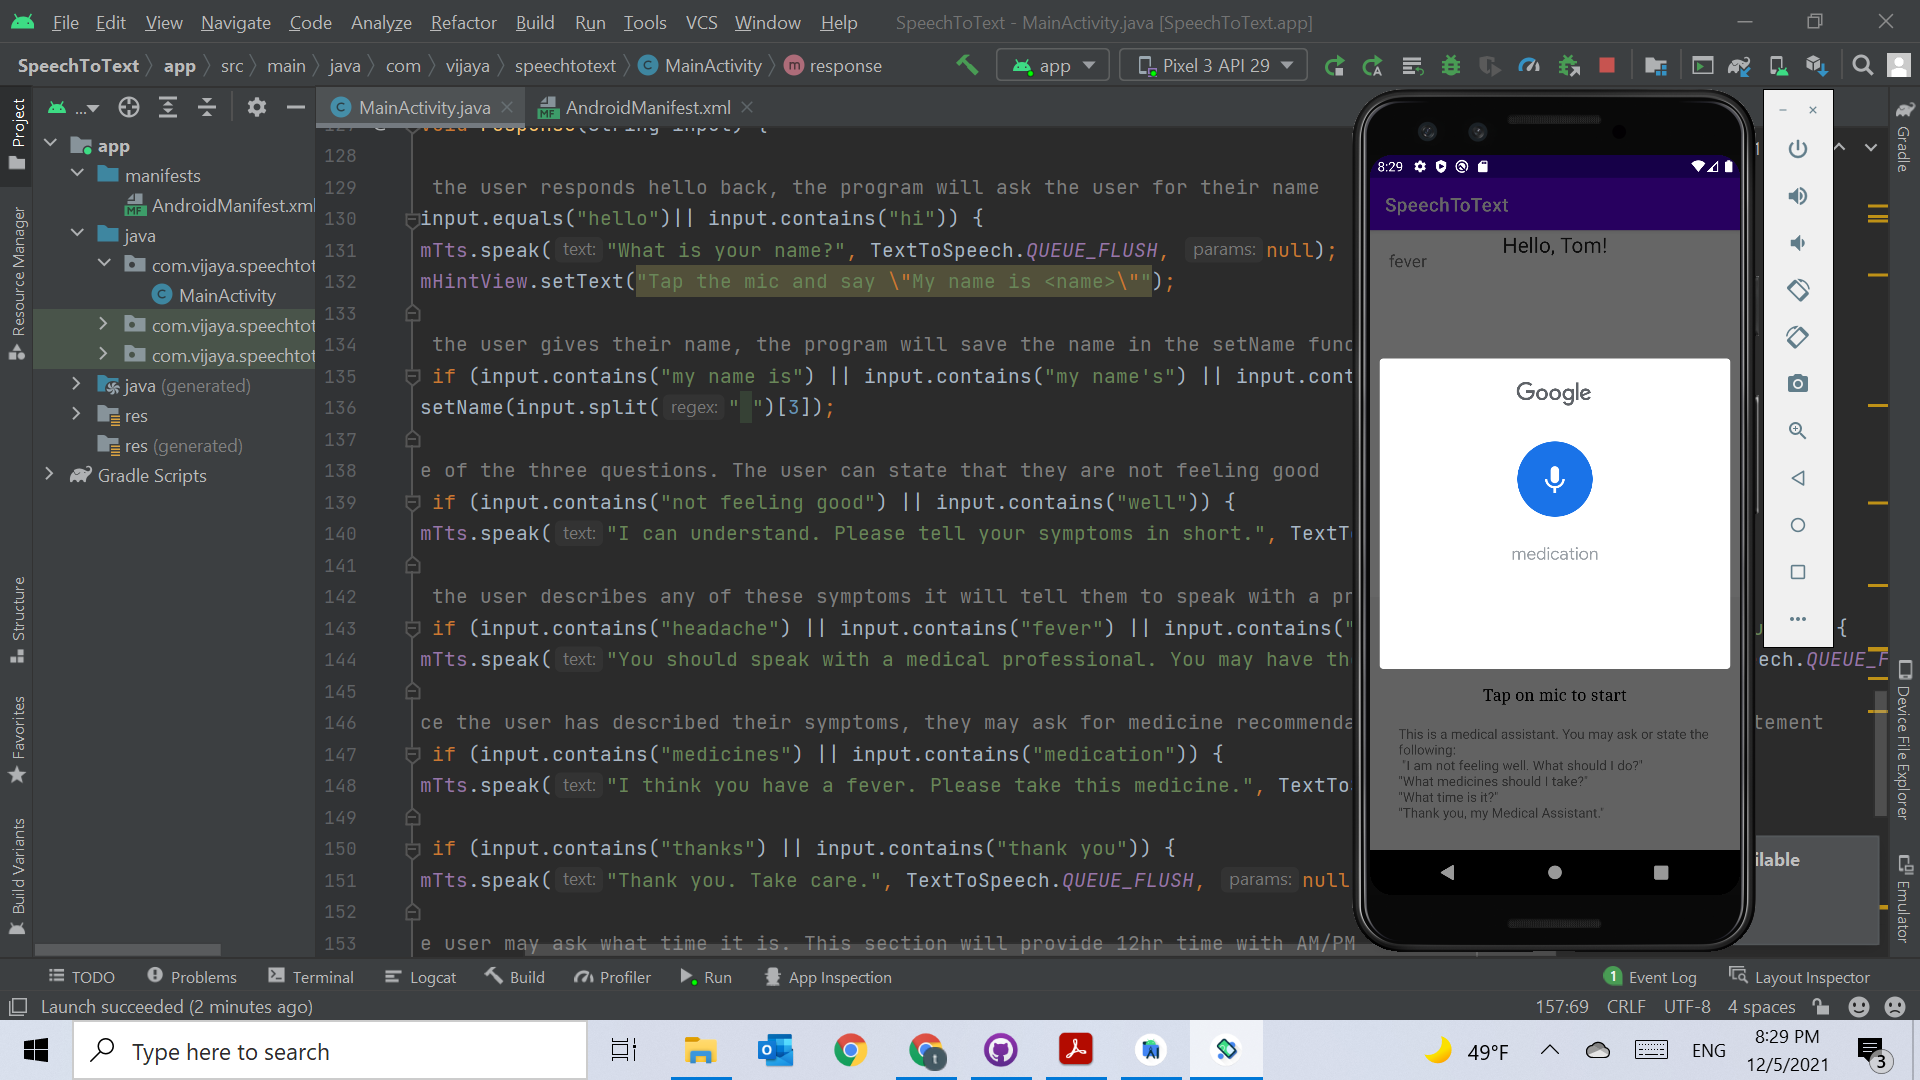 File Edit View Navigate Code Analyze Refactor Build Run Tools VCS Window Help SpeechToText - MainActivity.java [SpeechToText.app]
SpeechToText app src main java com vijaya speechtotext MainActivity response app Pixel 3 API 29
... MainActivity.java AndroidManifest.xml
Project
Resource Manager
Structure
Favorites
Build Variants
app
manifests
AndroidManifest.xml
java
com.vijaya.speechtot
MainActivity
com.vijaya.speechtot
com.vijaya.speechtot
java (generated)
res
res (generated)
Gradle Scripts
127 void response(String input) {
128
129 the user responds hello back, the program will ask the user for their name
130 input.equals("hello")|| input.contains("hi")) {
131 mTts.speak( text: "What is your name?", TextToSpeech.QUEUE_FLUSH, params: null);
132 mHintView.setText("Tap the mic and say \"My name is <name>\"");
133
134 the user gives their name, the program will save the name in the setName func
135 if (input.contains("my name is") || input.contains("my name's") || input.cont
136 setName(input.split( regex: " ")[3]);
137
138 e of the three questions. The user can state that they are not feeling good
139 if (input.contains("not feeling good") || input.contains("well")) {
140 mTts.speak( text: "I can understand. Please tell your symptoms in short.", TextTo
141
142 the user describes any of these symptoms it will tell them to speak with a pr
143 if (input.contains("headache") || input.contains("fever") || input.contains(" {
144 mTts.speak( text: "You should speak with a medical professional. You may have th ech.QUEUE_F
145
146 ce the user has described their symptoms, they may ask for medicine recommenda tement
147 if (input.contains("medicines") || input.contains("medication")) {
148 mTts.speak( text: "I think you have a fever. Please take this medicine.", TextTo
149
150 if (input.contains("thanks") || input.contains("thank you")) {
151 mTts.speak( text: "Thank you. Take care.", TextToSpeech.QUEUE_FLUSH, params: null
152
153 e user may ask what time it is. This section will provide 12hr time with AM/PM
8:29
SpeechToText
Hello, Tom!
fever
Google
medication
Tap on mic to start
This is a medical assistant. You may ask or state the
following:
"I am not feeling well. What should I do?"
"What medicines should I take?"
"What time is it?"
"Thank you, my Medical Assistant."
ilable
Gradle
Device File Explorer
Emulator
TODO Problems Terminal Logcat Build Profiler Run App Inspection 1 Event Log Layout Inspector
Launch succeeded (2 minutes ago) 157:69 CRLF UTF-8 4 spaces
Type here to search 49°F ENG 8:29 PM
12/5/2021 3